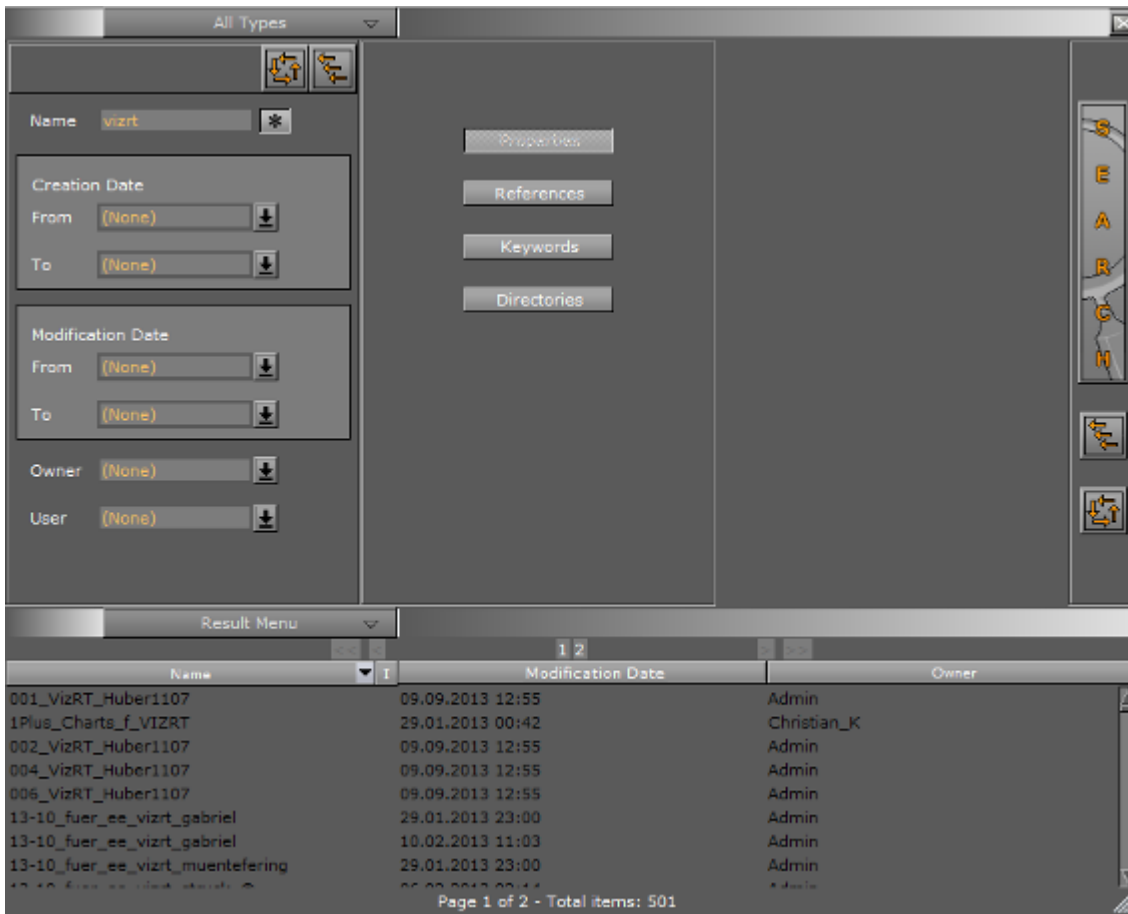 All Types
Name vizrt *
Creation Date
From (None)
To (None)
Modification Date
From (None)
To (None)
Owner (None)
User (None)
Properties
References
Keywords
Directories
S
E
A
R
C
H
Result Menu
<< < 1 2 > >>
Name I Modification Date Owner
001_VizRT_Huber1107 09.09.2013 12:55 Admin
1Plus_Charts_f_VIZRT 29.01.2013 00:42 Christian_K
002_VizRT_Huber1107 09.09.2013 12:55 Admin
004_VizRT_Huber1107 09.09.2013 12:55 Admin
006_VizRT_Huber1107 09.09.2013 12:55 Admin
13-10_fuer_ee_vizrt_gabriel 29.01.2013 23:00 Admin
13-10_fuer_ee_vizrt_gabriel 10.02.2013 11:03 Admin
13-10_fuer_ee_vizrt_muentefering 29.01.2013 23:00 Admin
Page 1 of 2 - Total items: 501